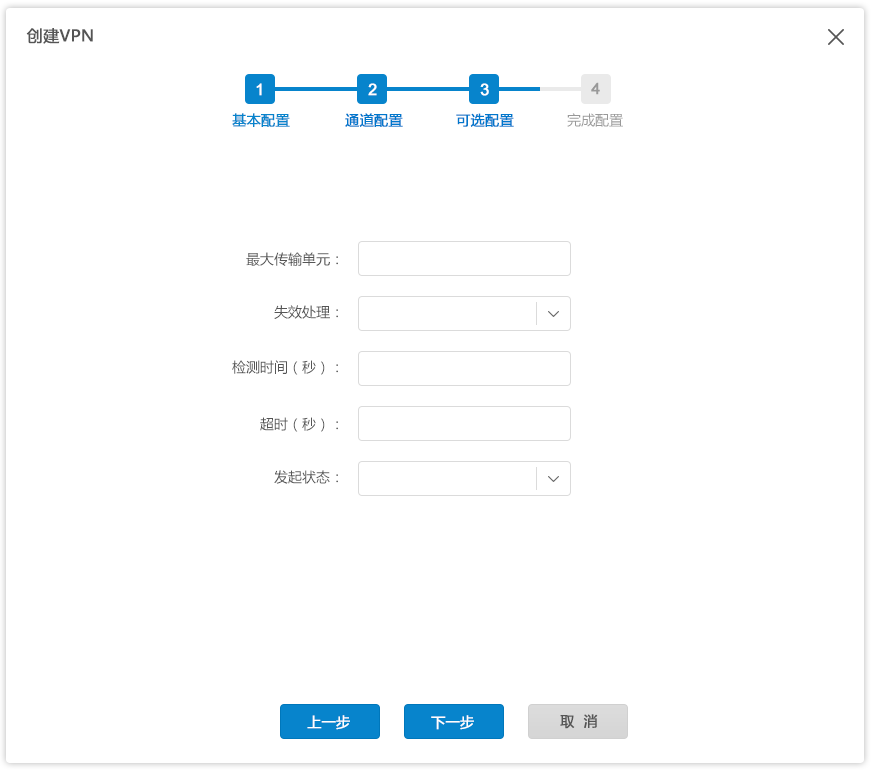 创建VPN
1 2 3 4
基本配置 通道配置 可选配置 完成配置
最大传输单元：
失效处理：
检测时间（秒）：
超时（秒）：
发起状态：
上一步 下一步 取 消